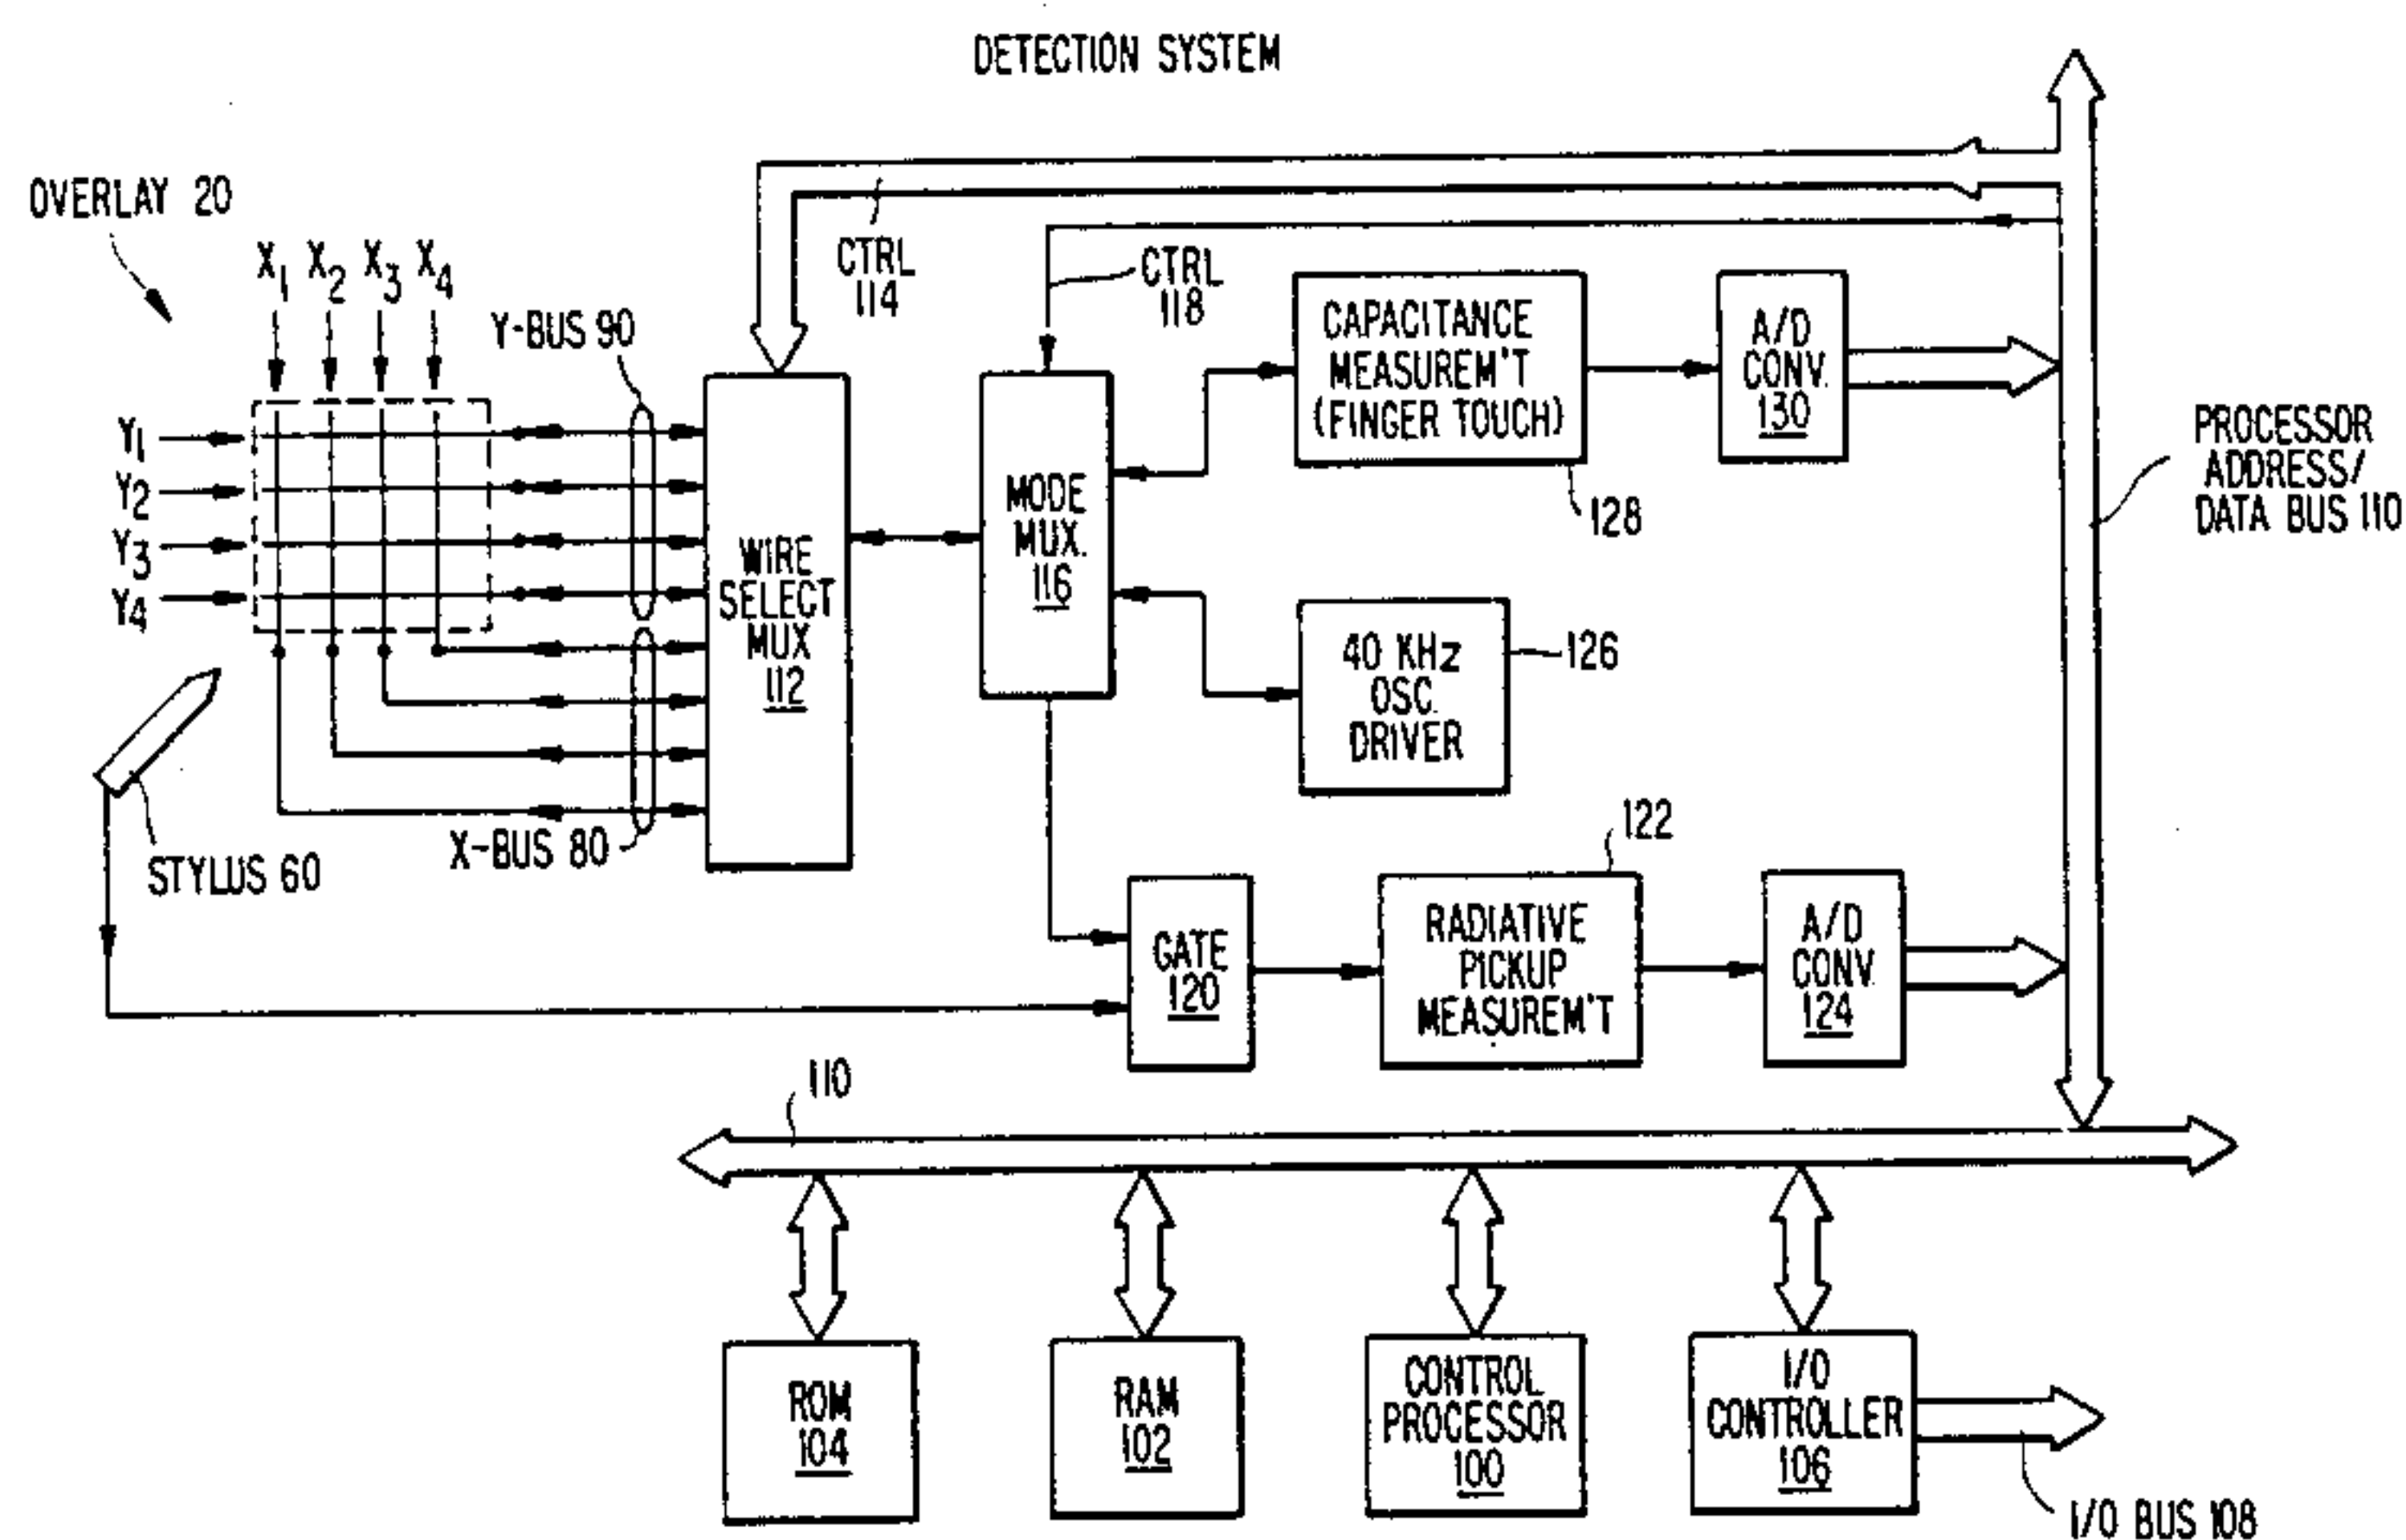 DETECTION SYSTEM
OVERLAY 20
X1 X2 X3 X4
Y1
Y2
Y3
Y4
Y-BUS 90
X-BUS 80
STYLUS 60
CTRL
114
CTRL
118
WIRE
SELECT
MUX
112
MODE
MUX.
116
CAPACITANCE
MEASUREM'T
(FINGER TOUCH)
128
A/D
CONV.
130
PROCESSOR
ADDRESS/
DATA BUS 110
40 KHz
OSC.
DRIVER
126
GATE
120
RADIATIVE
PICKUP
MEASUREM'T
122
A/D
CONV.
124
110
ROM
104
RAM
102
CONTROL
PROCESSOR
100
I/O
CONTROLLER
106
I/O BUS 108